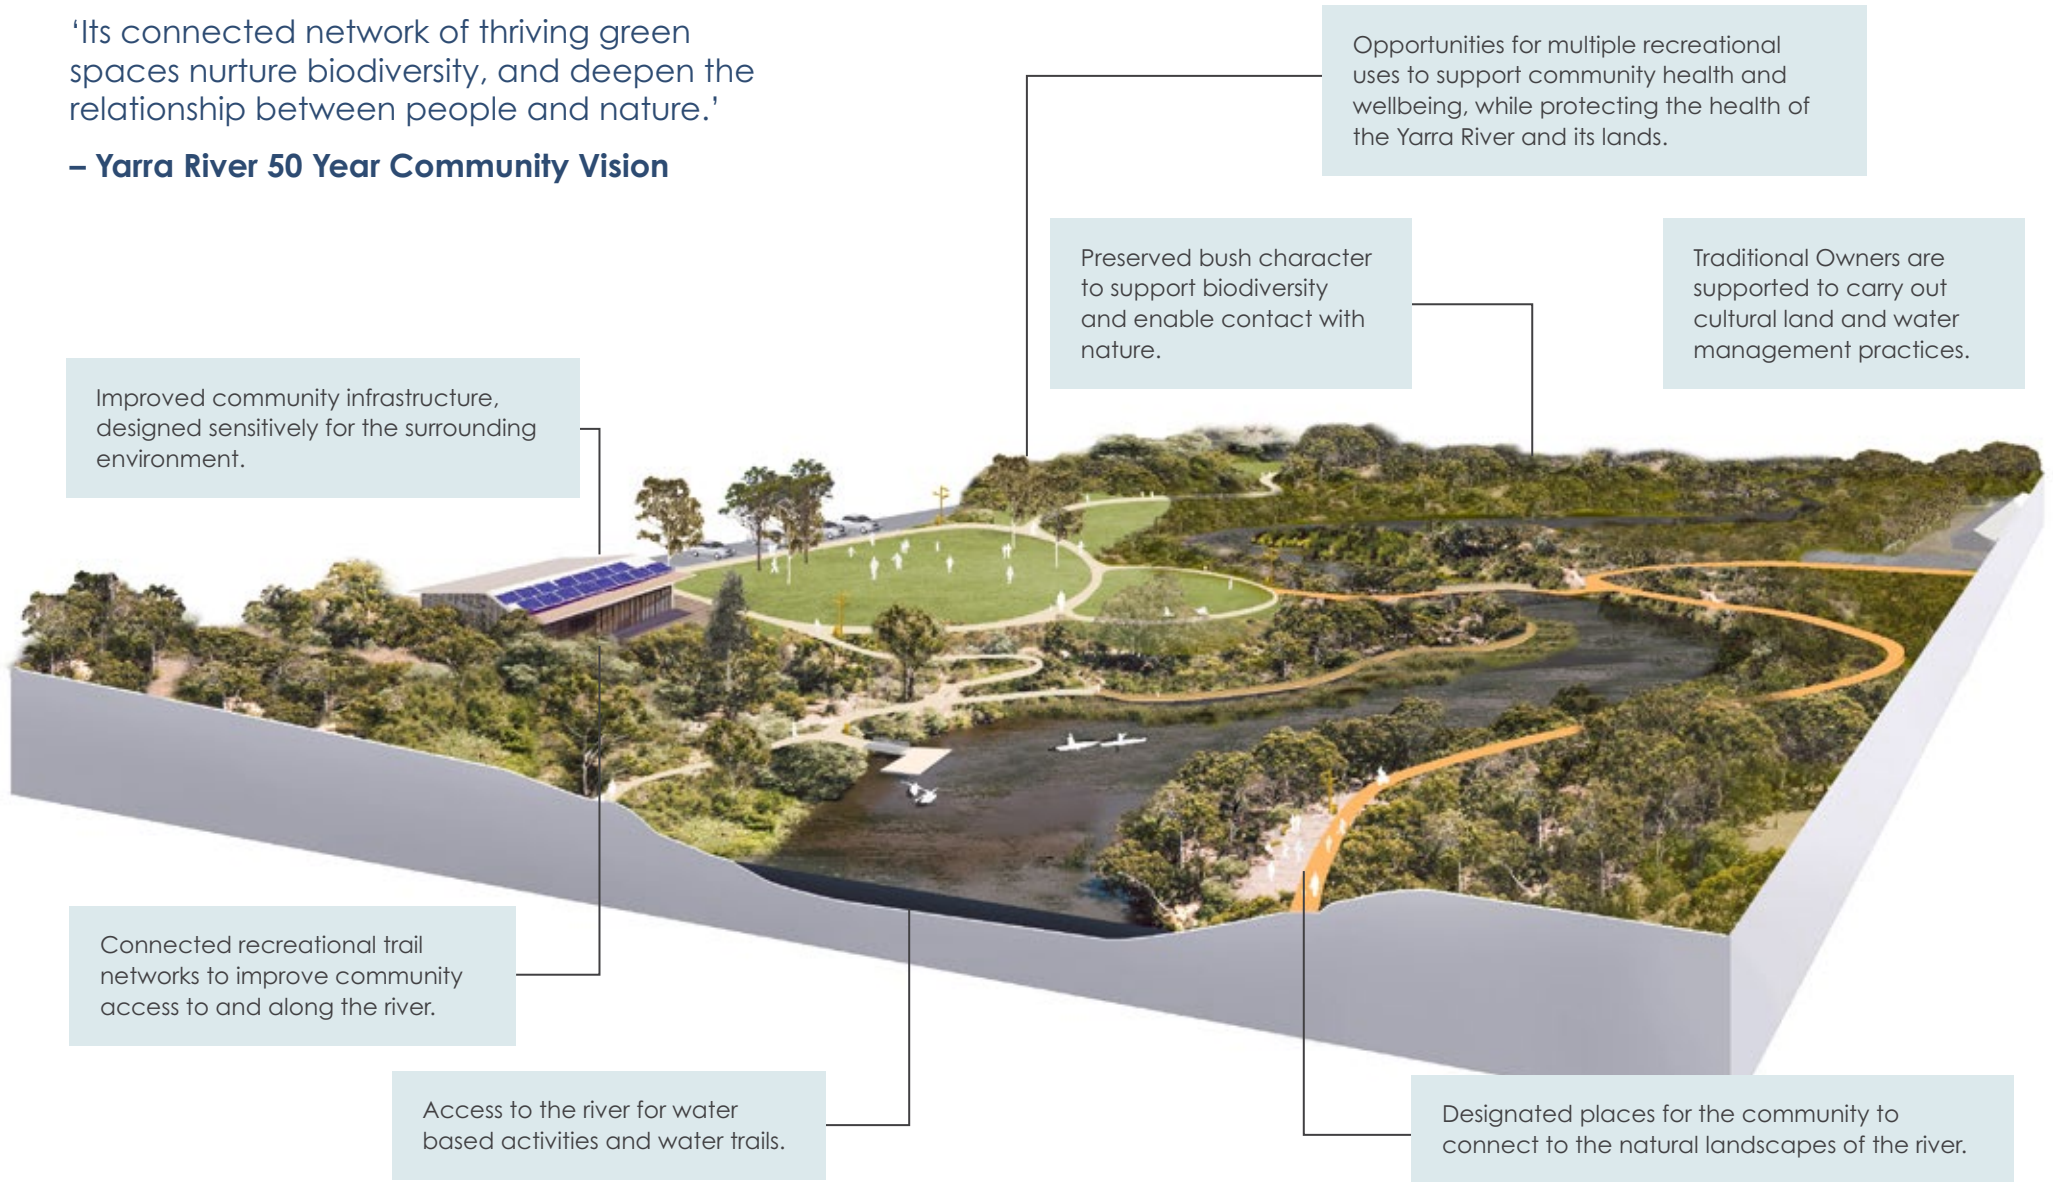 ‘Its connected network of thriving green
spaces nurture biodiversity, and deepen the
relationship between people and nature.’
– Yarra River 50 Year Community Vision
Opportunities for multiple recreational
uses to support community health and
wellbeing, while protecting the health of
the Yarra River and its lands.
Preserved bush character
to support biodiversity
and enable contact with
nature.
Traditional Owners are
supported to carry out
cultural land and water
management practices.
Improved community infrastructure,
designed sensitively for the surrounding
environment.
Connected recreational trail
networks to improve community
access to and along the river.
Access to the river for water
based activities and water trails.
Designated places for the community to
connect to the natural landscapes of the river.